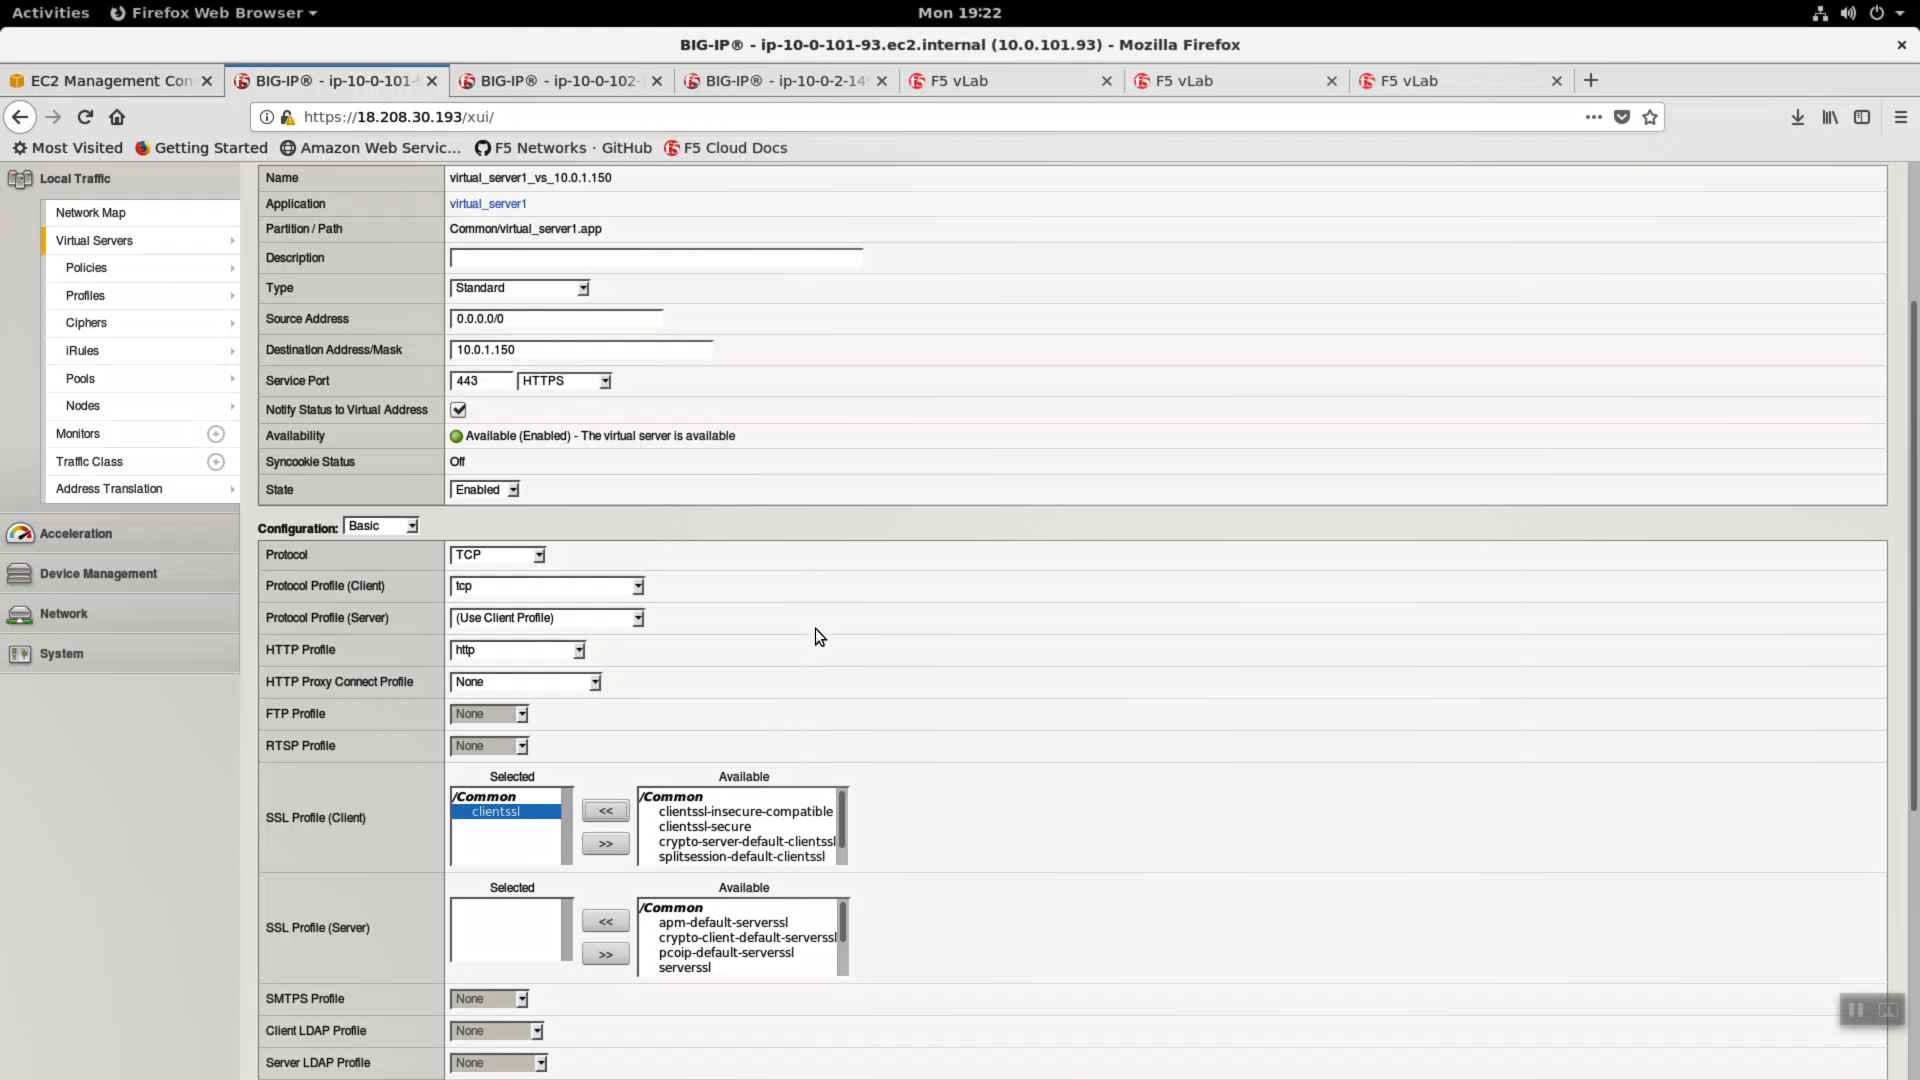 Activities Firefox Web Browser Mon 19:22
BIG-IP® - ip-10-0-101-93.ec2.internal (10.0.101.93) - Mozilla Firefox
EC2 Management Con BIG-IP® - ip-10-0-101- BIG-IP® - ip-10-0-102- BIG-IP® - ip-10-0-2-14 F5 vLab F5 vLab F5 vLab
https://18.208.30.193/xui/
Most Visited Getting Started Amazon Web Servic... F5 Networks · GitHub F5 Cloud Docs
Local Traffic
Network Map
Virtual Servers
Policies
Profiles
Ciphers
iRules
Pools
Nodes
Monitors
Traffic Class
Address Translation
Acceleration
Device Management
Network
System
Name virtual_server1_vs_10.0.1.150
Application virtual_server1
Partition / Path Common/virtual_server1.app
Description
Type Standard
Source Address 0.0.0.0/0
Destination Address/Mask 10.0.1.150
Service Port 443 HTTPS
Notify Status to Virtual Address
Availability Available (Enabled) - The virtual server is available
Syncookie Status Off
State Enabled
Configuration: Basic
Protocol TCP
Protocol Profile (Client) tcp
Protocol Profile (Server) (Use Client Profile)
HTTP Profile http
HTTP Proxy Connect Profile None
FTP Profile None
RTSP Profile None
SSL Profile (Client)
Selected
/Common
clientssl
<<
>>
Available
/Common
clientssl-insecure-compatible
clientssl-secure
crypto-server-default-clientssl
splitsession-default-clientssl
SSL Profile (Server)
Selected
<<
>>
Available
/Common
apm-default-serverssl
crypto-client-default-serverssl
pcoip-default-serverssl
serverssl
SMTPS Profile None
Client LDAP Profile None
Server LDAP Profile None